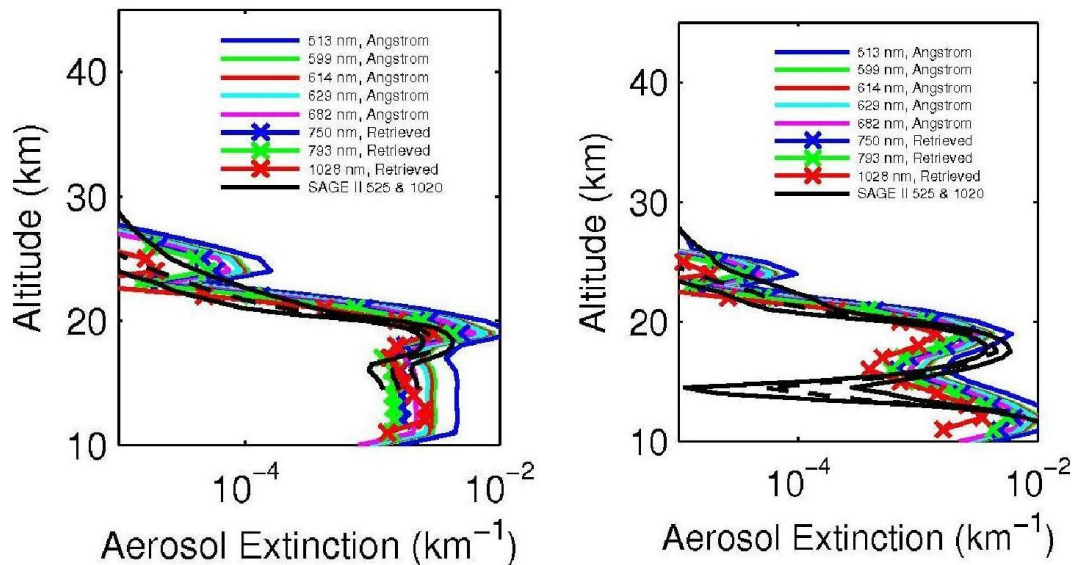 513 nm, Angstrom
599 nm, Angstrom
614 nm, Angstrom
629 nm, Angstrom
682 nm, Angstrom
750 nm, Retrieved
793 nm, Retrieved
1028 nm, Retrieved
SAGE II 525 & 1020
40
30
20
10
Altitude (km)
10⁻⁴
10⁻²
Aerosol Extinction (km⁻¹)
513 nm, Angstrom
599 nm, Angstrom
614 nm, Angstrom
629 nm, Angstrom
682 nm, Angstrom
750 nm, Retrieved
793 nm, Retrieved
1028 nm, Retrieved
SAGE II 525 & 1020
40
30
20
10
Altitude (km)
10⁻⁴
10⁻²
Aerosol Extinction (km⁻¹)